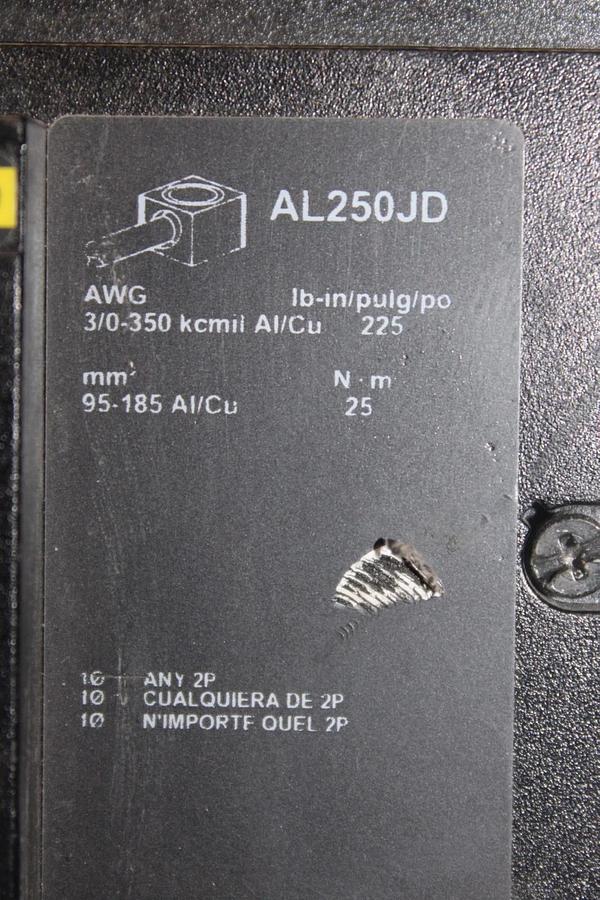 AL250JD
AWG lb-in/pulg/po
3/0-350 kcmil Al/Cu 225
mm² N·m
95-185 Al/Cu 25
1Ø ANY 2P
1Ø CUALQUIERA DE 2P
1Ø N'IMPORTE QUEL 2P